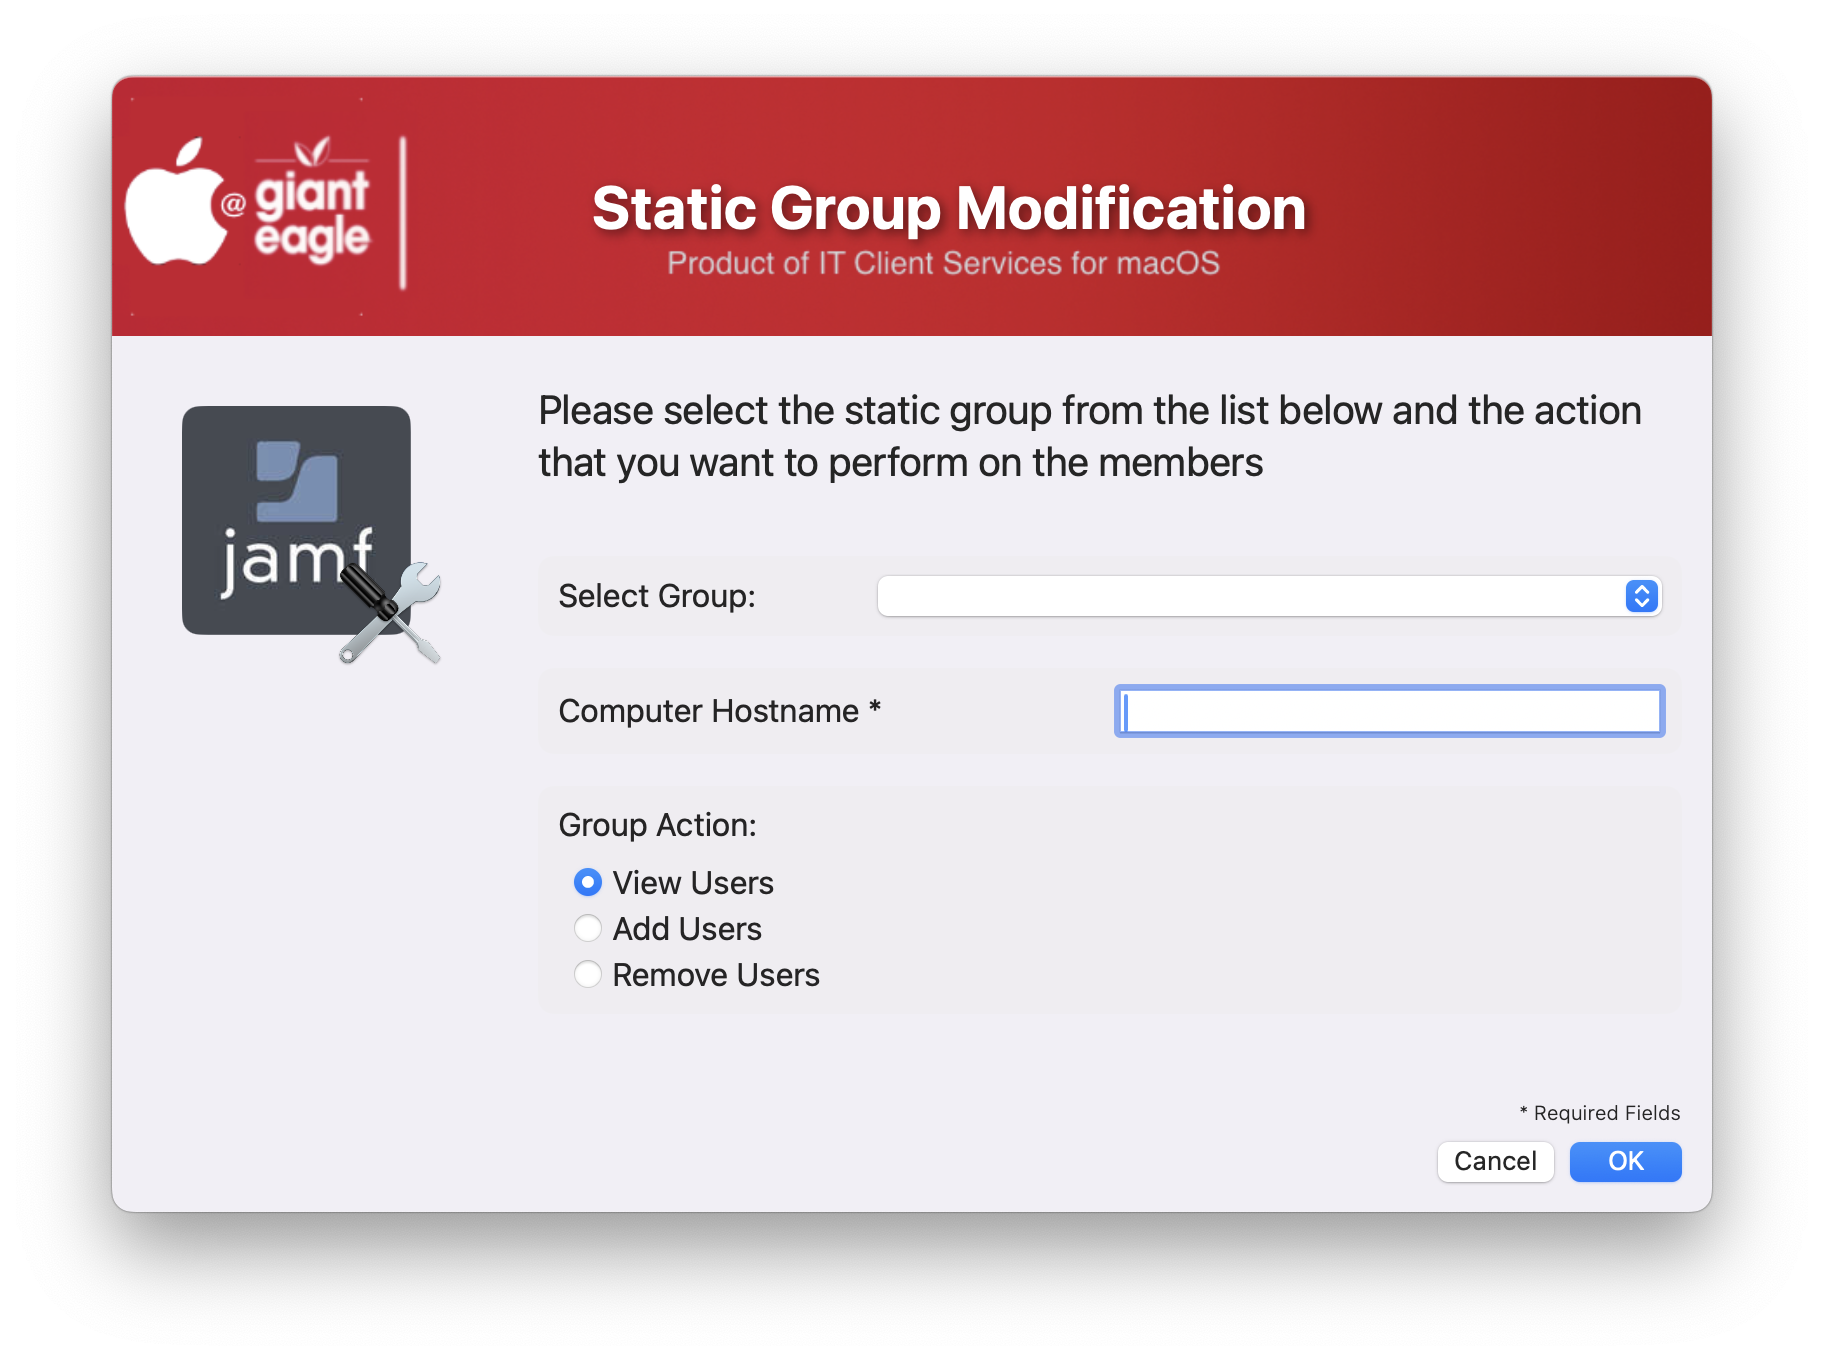 @ giant
eagle
Static Group Modification
Product of IT Client Services for macOS
jamf
Please select the static group from the list below and the action
that you want to perform on the members
Select Group:
Computer Hostname *
Group Action:
View Users
Add Users
Remove Users
* Required Fields
Cancel OK